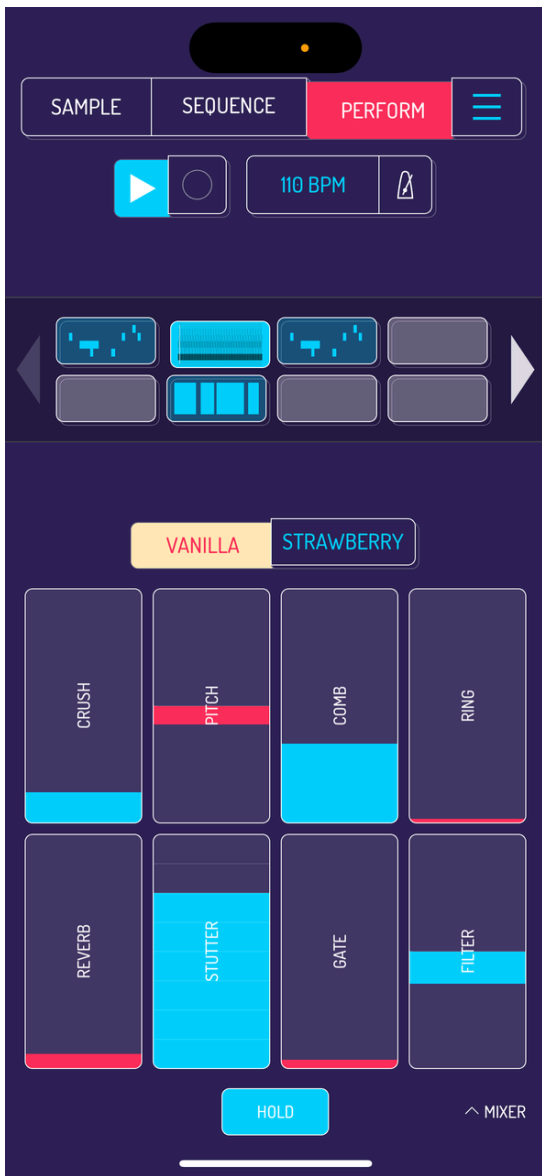 SAMPLE SEQUENCE PERFORM
110 BPM
VANILLA STRAWBERRY
CRUSH PITCH COMB RING
REVERB STUTTER GATE FILTER
HOLD MIXER